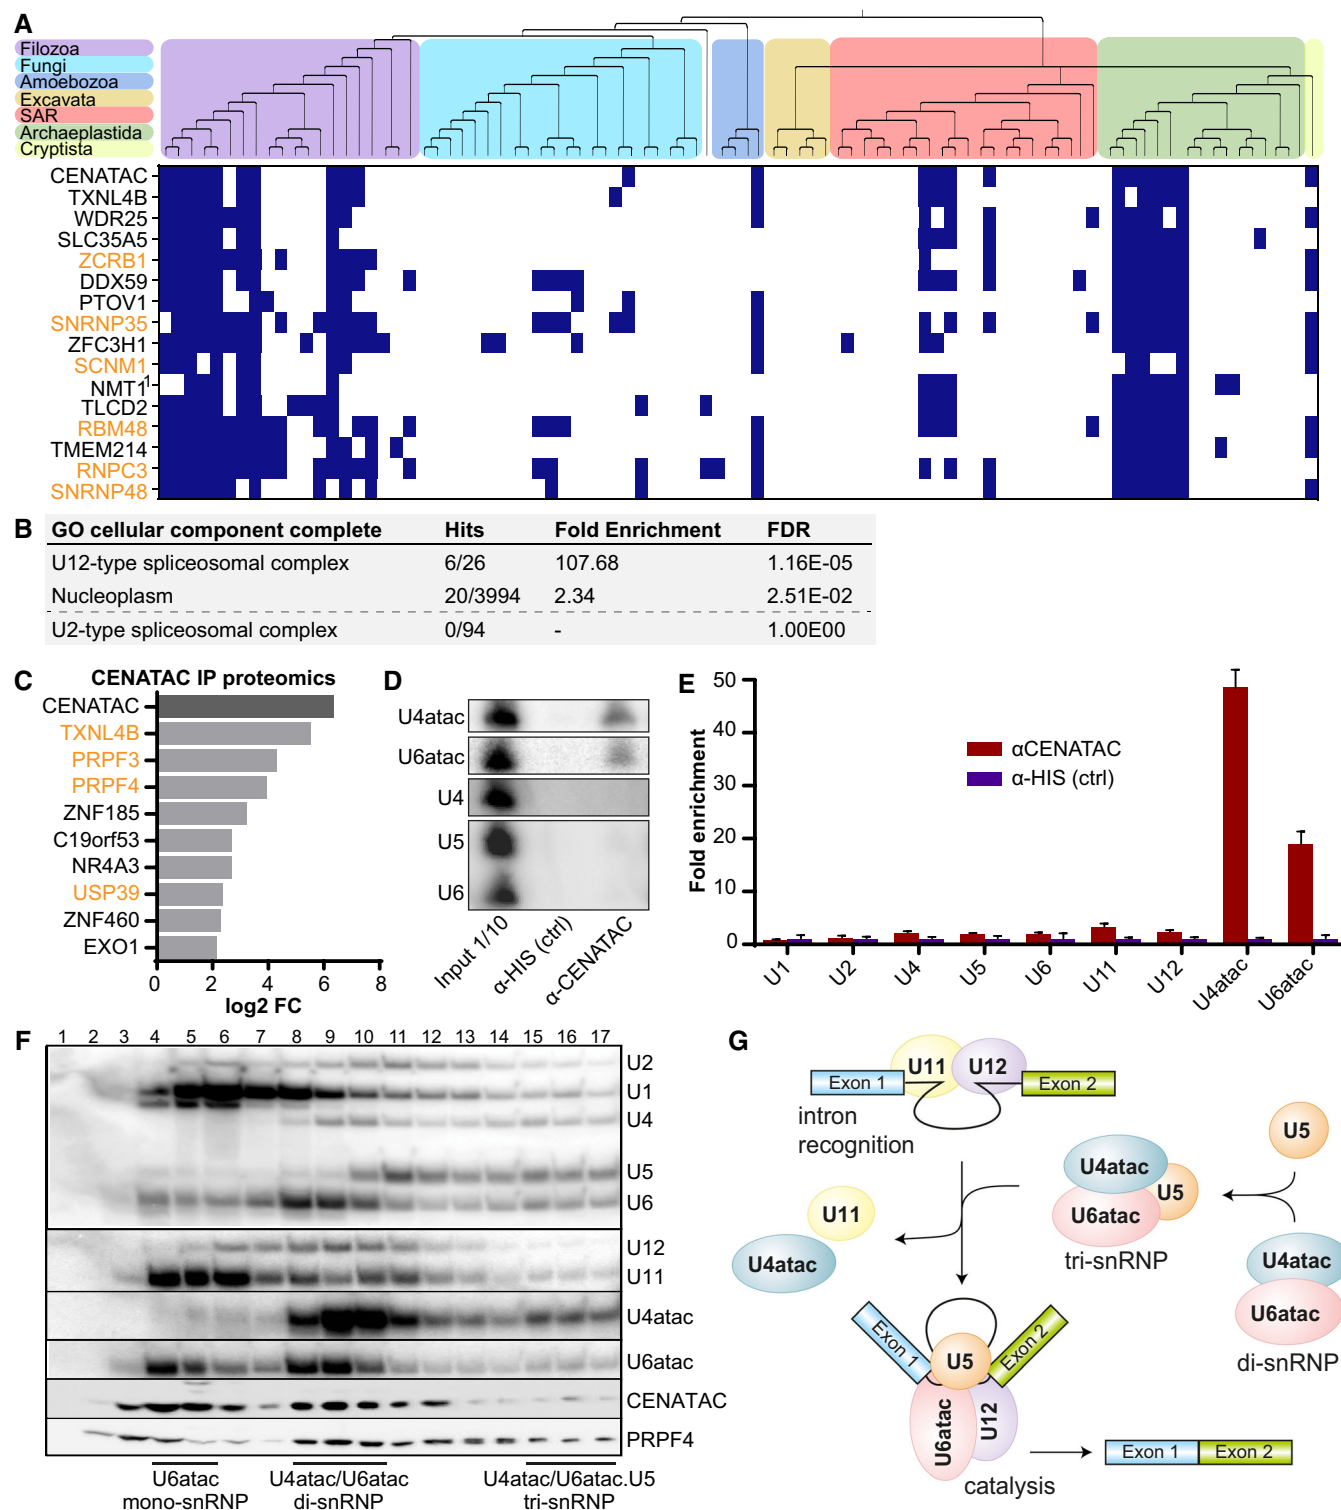 A
Filozoa
Fungi
Amoebozoa
Excavata
SAR
Archaeplastida
Cryptista
CENATAC
TXNL4B
WDR25
SLC35A5
ZCRB1
DDX59
PTOV1
SNRNP35
ZFC3H1
SCNM1
NMT1¹
TLCD2
RBM48
TMEM214
RNPC3
SNRNP48
B
GO cellular component complete Hits Fold Enrichment FDR
U12-type spliceosomal complex 6/26 107.68 1.16E-05
Nucleoplasm 20/3994 2.34 2.51E-02
U2-type spliceosomal complex 0/94 - 1.00E00
C
CENATAC IP proteomics
CENATAC
TXNL4B
PRPF3
PRPF4
ZNF185
C19orf53
NR4A3
USP39
ZNF460
EXO1
0 2 4 6 8
log2 FC
D
U4atac
U6atac
U4
U5
U6
Input 1/10
α-HIS (ctrl)
α-CENATAC
E
Fold enrichment
50
40
30
20
10
0
αCENATAC
α-HIS (ctrl)
U1 U2 U4 U5 U6 U11 U12 U4atac U6atac
F
1 2 3 4 5 6 7 8 9 10 11 12 13 14 15 16 17
U2
U1
U4
U5
U6
U12
U11
U4atac
U6atac
CENATAC
PRPF4
U6atac
mono-snRNP
U4atac/U6atac
di-snRNP
U4atac/U6atac.U5
tri-snRNP
G
U11 U12
Exon 1 Exon 2
intron
recognition
U5
U4atac
U5
U6atac
tri-snRNP
U11
U4atac
U4atac
U6atac
di-snRNP
Exon 1
Exon 2
U5
U6atac
U12
catalysis
Exon 1 Exon 2